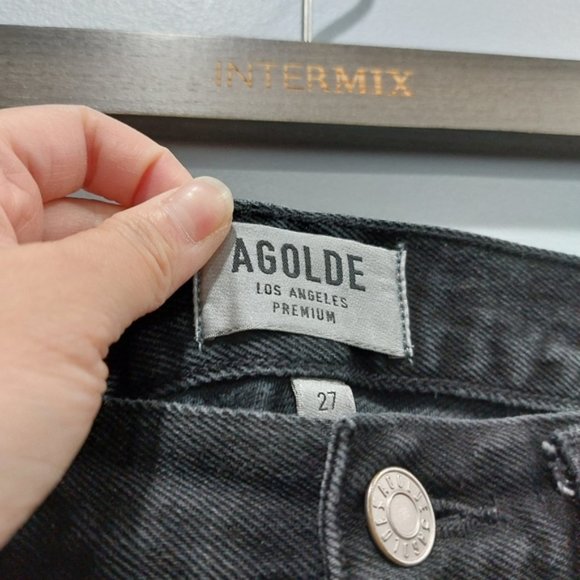 INTERMIX
AGOLDE
LOS ANGELES
PREMIUM
27
AGOLDE